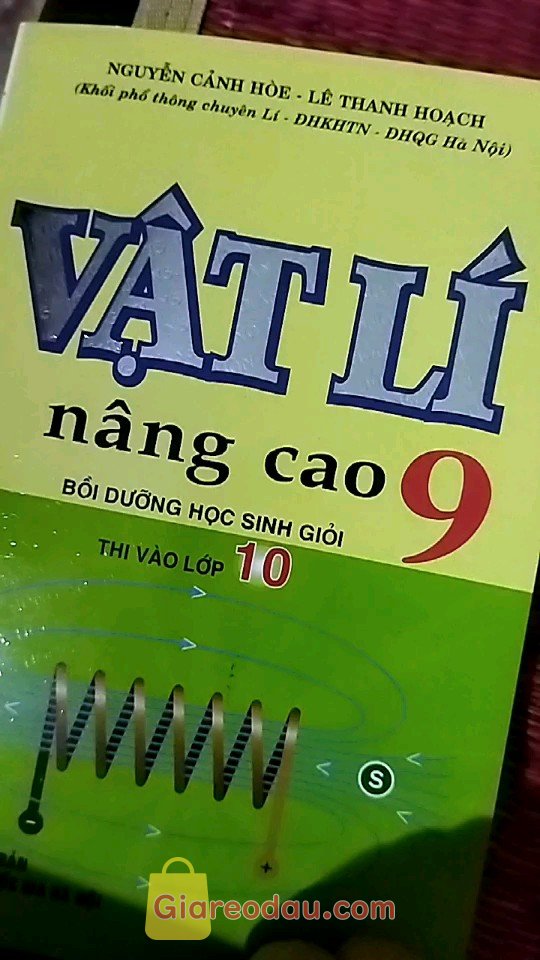 NGUYỄN CẢNH HÒE - LÊ THANH HOẠCH
(Khối phổ thông chuyên Lí - ĐHKHTN - ĐHQG Hà Nội)
VẬT LÍ
nâng cao 9
BỒI DƯỠNG HỌC SINH GIỎI
THI VÀO LỚP 10
S
-
+
Giareodau.com